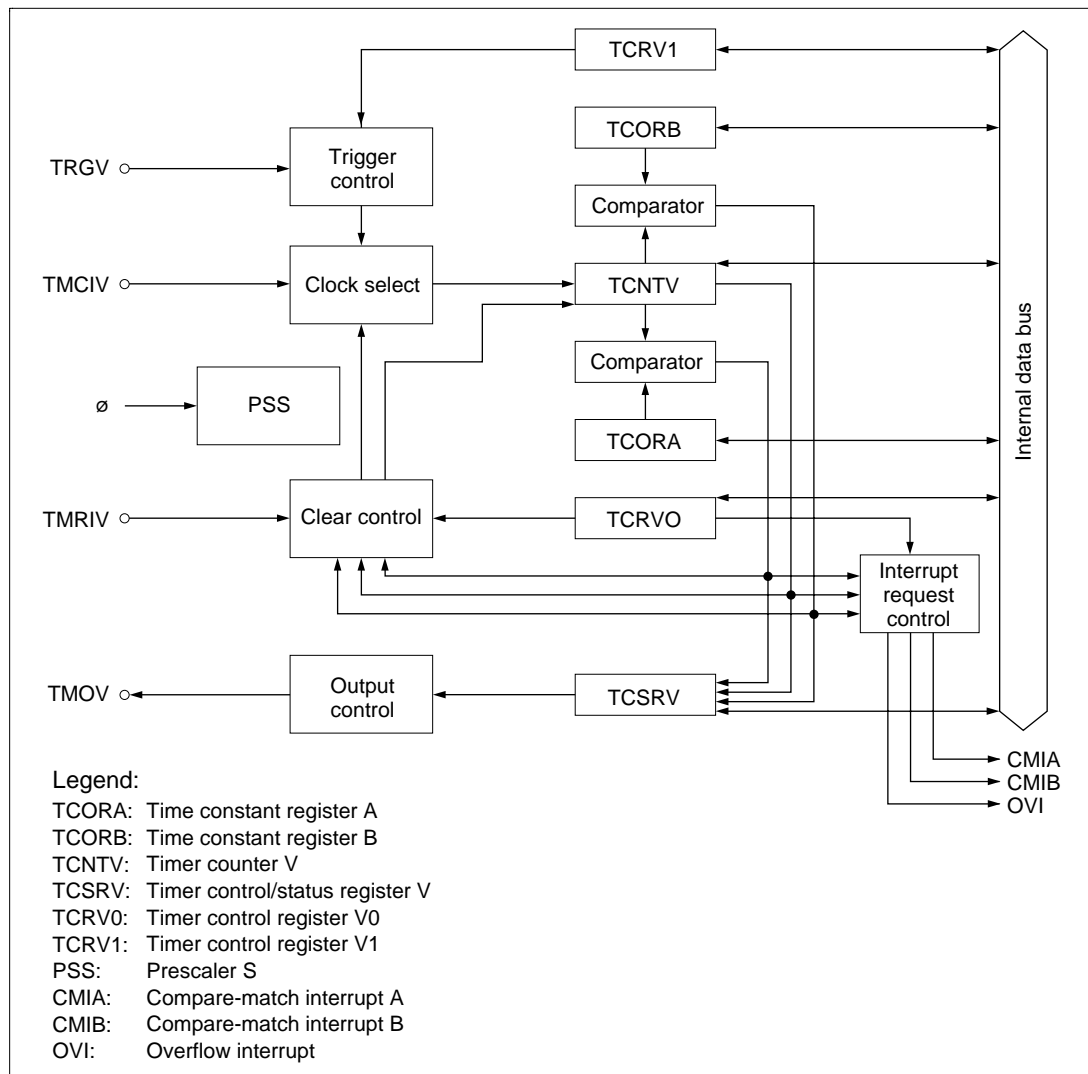 TCRV1
TCORB
TRGV
Trigger
control
Comparator
TMCIV
Clock select
TCNTV
Internal data bus
Comparator
ø
PSS
TCORA
TMRIV
Clear control
TCRVO
Interrupt
request
control
TMOV
Output
control
TCSRV
CMIA
CMIB
OVI
Legend:
TCORA: Time constant register A
TCORB: Time constant register B
TCNTV: Timer counter V
TCSRV: Timer control/status register V
TCRV0: Timer control register V0
TCRV1: Timer control register V1
PSS: Prescaler S
CMIA: Compare-match interrupt A
CMIB: Compare-match interrupt B
OVI: Overflow interrupt